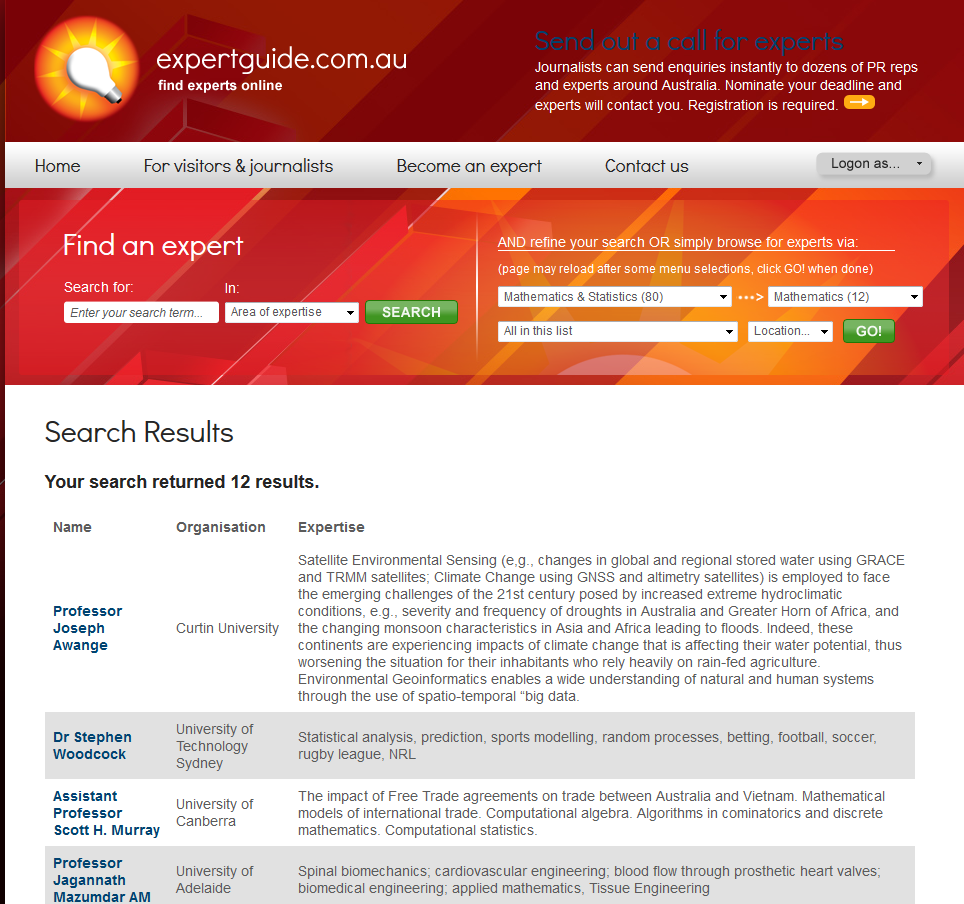 expertguide.com.au
find experts online
Send out a call for experts
Journalists can send enquiries instantly to dozens of PR reps
and experts around Australia. Nominate your deadline and
experts will contact you. Registration is required.
Home
For visitors & journalists
Become an expert
Contact us
Logon as...
Find an expert
Search for:
In:
Enter your search term...
Area of expertise
SEARCH
AND refine your search OR simply browse for experts via:
(page may reload after some menu selections, click GO! when done)
Mathematics & Statistics (80)
Mathematics (12)
All in this list
Location...
GO!
Search Results
Your search returned 12 results.
Name
Organisation
Expertise
Professor
Joseph
Awange
Curtin University
Satellite Environmental Sensing (e,g., changes in global and regional stored water using GRACE
and TRMM satellites; Climate Change using GNSS and altimetry satellites) is employed to face
the emerging challenges of the 21st century posed by increased extreme hydroclimatic
conditions, e.g., severity and frequency of droughts in Australia and Greater Horn of Africa, and
the changing monsoon characteristics in Asia and Africa leading to floods. Indeed, these
continents are experiencing impacts of climate change that is affecting their water potential, thus
worsening the situation for their inhabitants who rely heavily on rain-fed agriculture.
Environmental Geoinformatics enables a wide understanding of natural and human systems
through the use of spatio-temporal “big data.
Dr Stephen
Woodcock
University of
Technology
Sydney
Statistical analysis, prediction, sports modelling, random processes, betting, football, soccer,
rugby league, NRL
Assistant
Professor
Scott H. Murray
University of
Canberra
The impact of Free Trade agreements on trade between Australia and Vietnam. Mathematical
models of international trade. Computational algebra. Algorithms in cominatorics and discrete
mathematics. Computational statistics.
Professor
Jagannath
Mazumdar AM
University of
Adelaide
Spinal biomechanics; cardiovascular engineering; blood flow through prosthetic heart valves;
biomedical engineering; applied mathematics, Tissue Engineering